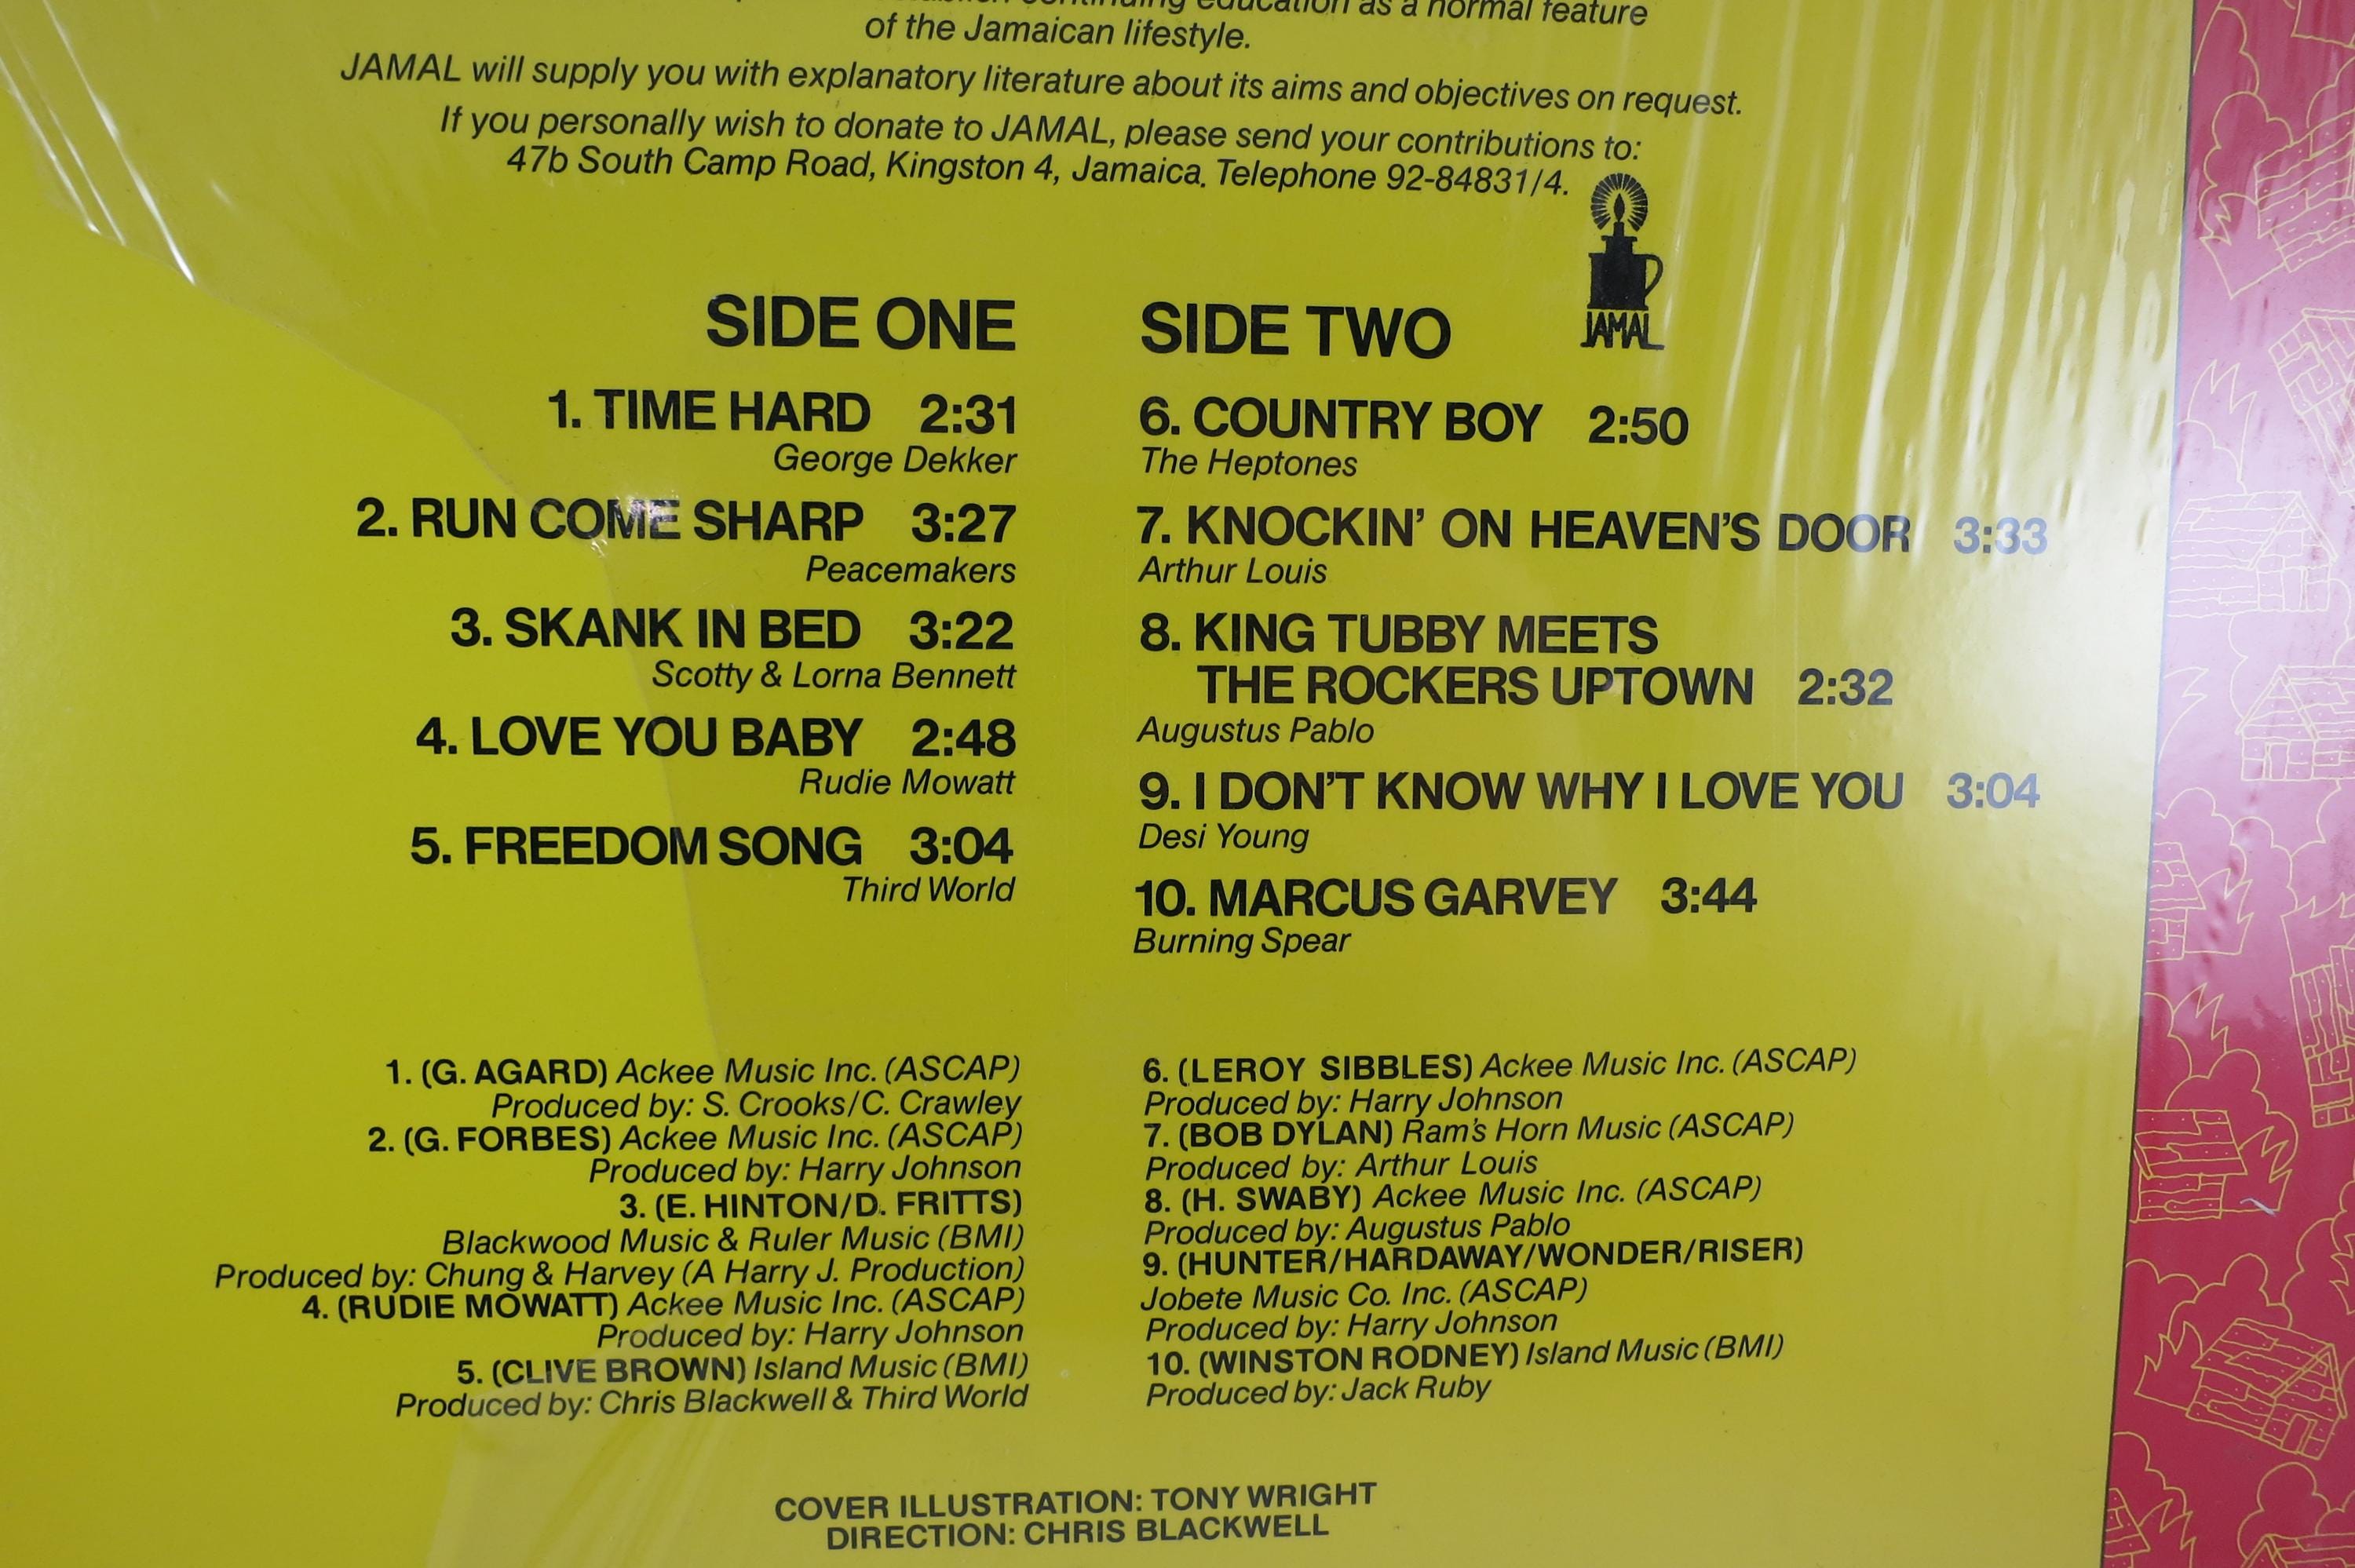 continuing education as a normal feature
of the Jamaican lifestyle.
JAMAL will supply you with explanatory literature about its aims and objectives on request.
If you personally wish to donate to JAMAL, please send your contributions to:
47b South Camp Road, Kingston 4, Jamaica. Telephone 92-84831/4.
JAMAL
SIDE ONE
1. TIME HARD 2:31
George Dekker
2. RUN COME SHARP 3:27
Peacemakers
3. SKANK IN BED 3:22
Scotty & Lorna Bennett
4. LOVE YOU BABY 2:48
Rudie Mowatt
5. FREEDOM SONG 3:04
Third World
SIDE TWO
6. COUNTRY BOY 2:50
The Heptones
7. KNOCKIN' ON HEAVEN'S DOOR 3:33
Arthur Louis
8. KING TUBBY MEETS
THE ROCKERS UPTOWN 2:32
Augustus Pablo
9. I DON'T KNOW WHY I LOVE YOU 3:04
Desi Young
10. MARCUS GARVEY 3:44
Burning Spear
1. (G. AGARD) Ackee Music Inc. (ASCAP)
Produced by: S. Crooks/C. Crawley
2. (G. FORBES) Ackee Music Inc. (ASCAP)
Produced by: Harry Johnson
3. (E. HINTON/D. FRITTS)
Blackwood Music & Ruler Music (BMI)
Produced by: Chung & Harvey (A Harry J. Production)
4. (RUDIE MOWATT) Ackee Music Inc. (ASCAP)
Produced by: Harry Johnson
5. (CLIVE BROWN) Island Music (BMI)
Produced by: Chris Blackwell & Third World
6. (LEROY SIBBLES) Ackee Music Inc. (ASCAP)
Produced by: Harry Johnson
7. (BOB DYLAN) Ram's Horn Music (ASCAP)
Produced by: Arthur Louis
8. (H. SWABY) Ackee Music Inc. (ASCAP)
Produced by: Augustus Pablo
9. (HUNTER/HARDAWAY/WONDER/RISER)
Jobete Music Co. Inc. (ASCAP)
Produced by: Harry Johnson
10. (WINSTON RODNEY) Island Music (BMI)
Produced by: Jack Ruby
COVER ILLUSTRATION: TONY WRIGHT
DIRECTION: CHRIS BLACKWELL